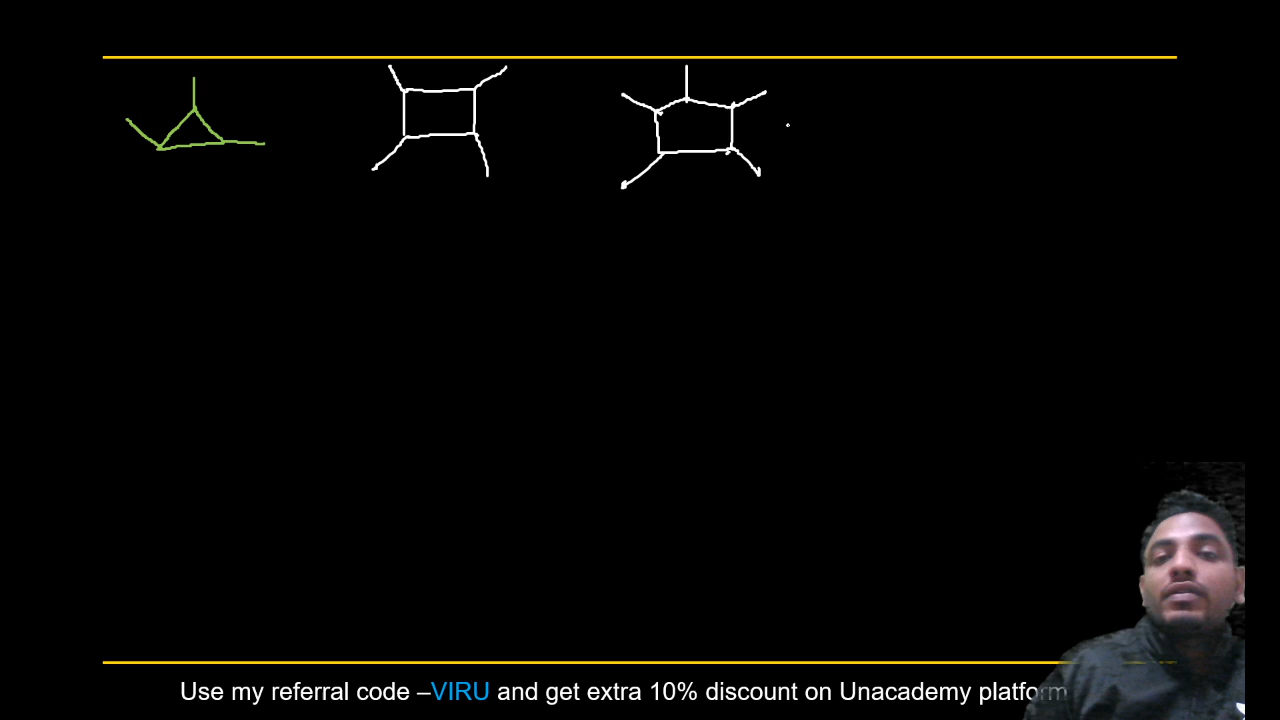 Use my referral code –VIRU and get extra 10% discount on Unacademy platform